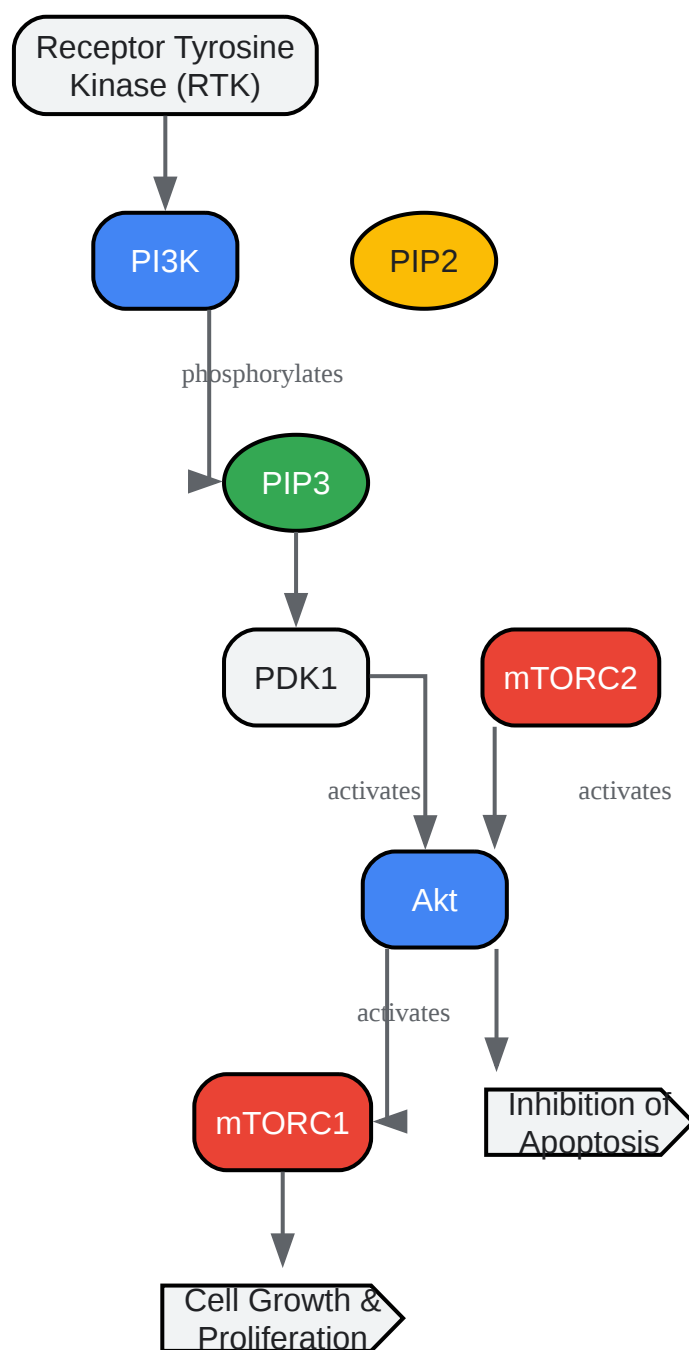 Receptor Tyrosine
Kinase (RTK)
PI3K
PIP2
phosphorylates
PIP3
PDK1
mTORC2
activates
activates
Akt
activates
mTORC1
Inhibition of
Apoptosis
Cell Growth &
Proliferation